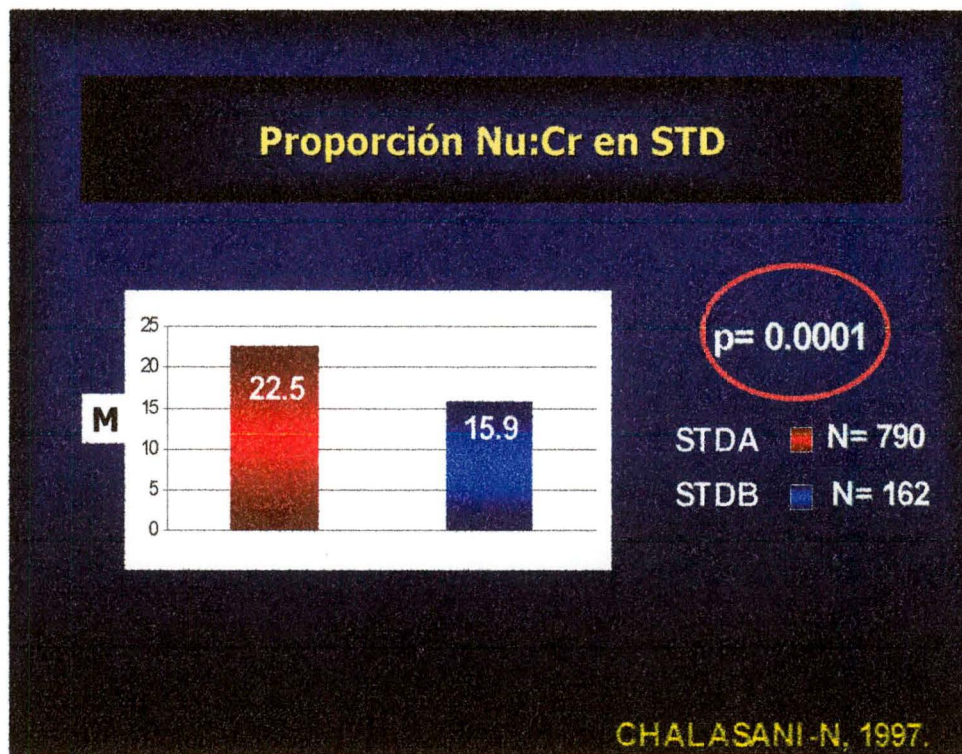 Proporción Nu:Cr en STD
p= 0.0001
25
20
15
10
5
0
M
22.5
15.9
STDA N= 790
STDB N= 162
CHALASANI-N. 1997.